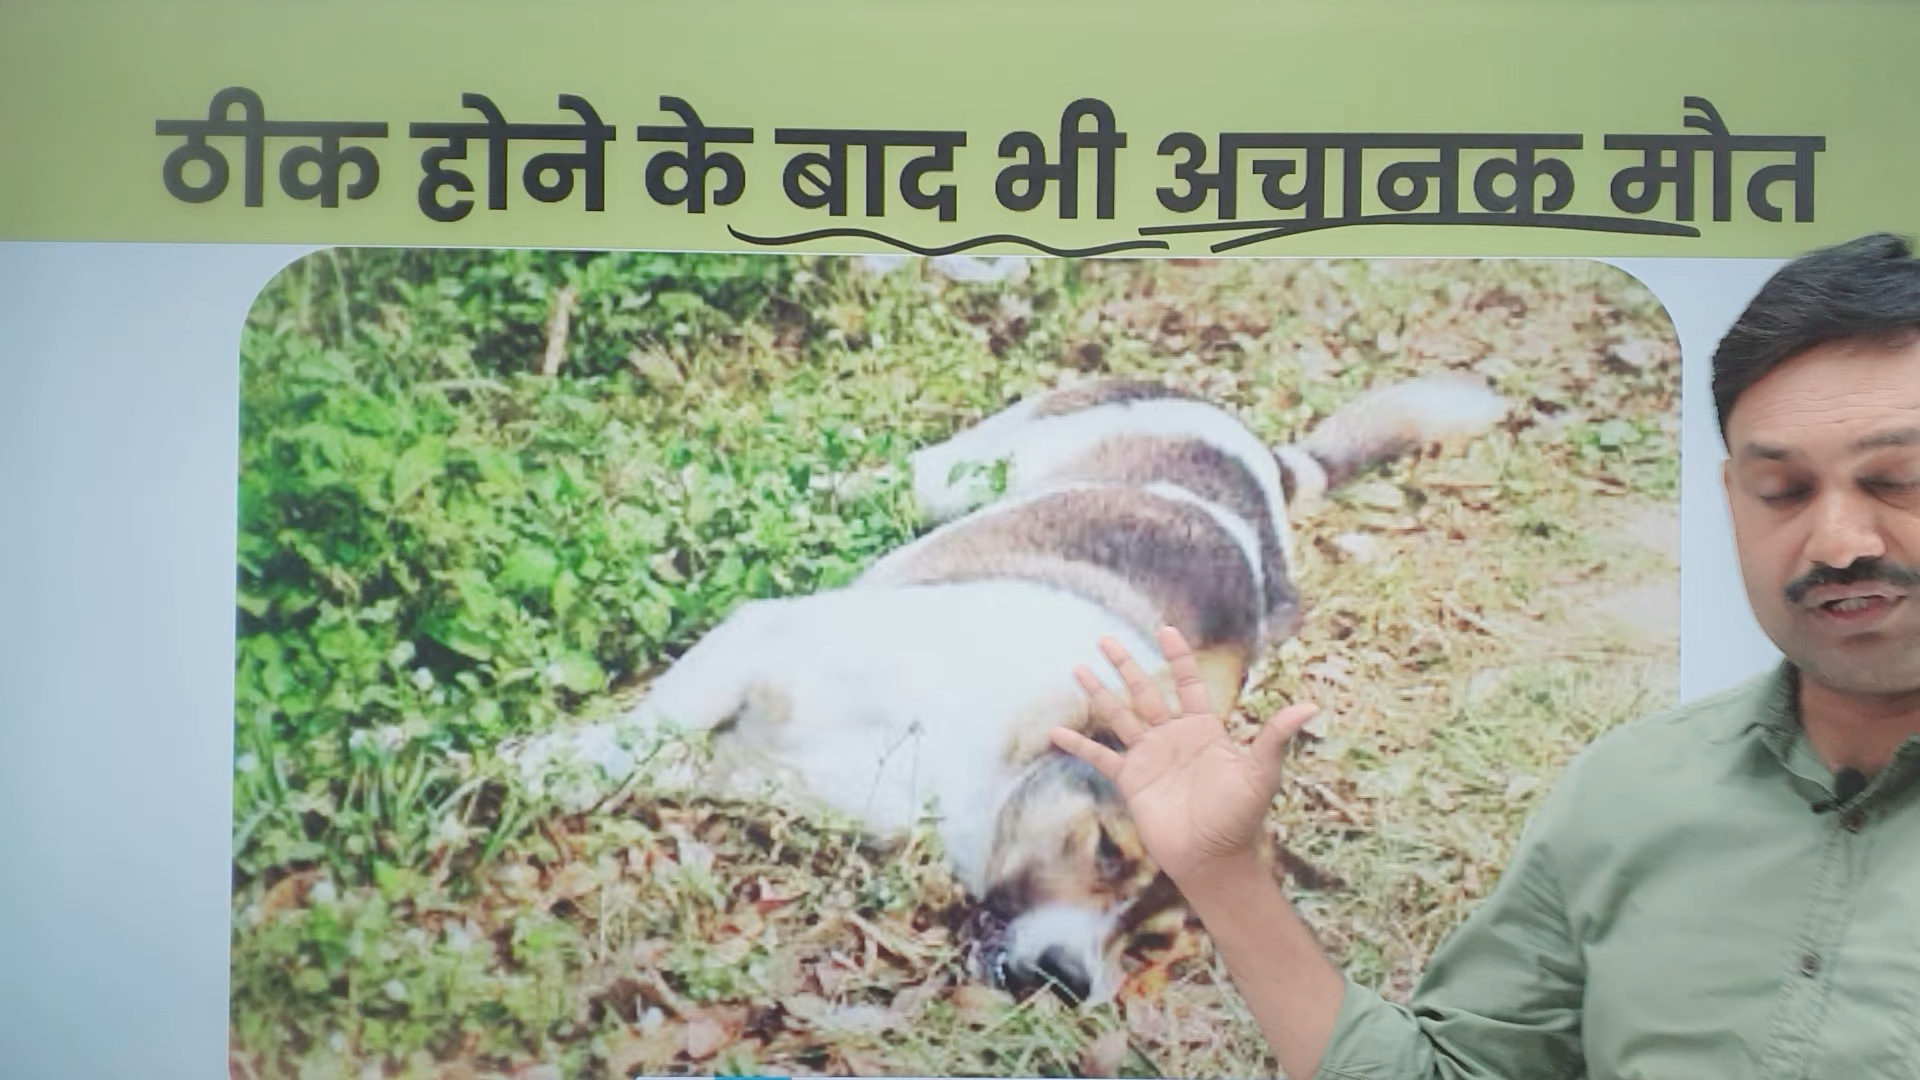 ठीक होने के बाद भी अचानक मौत